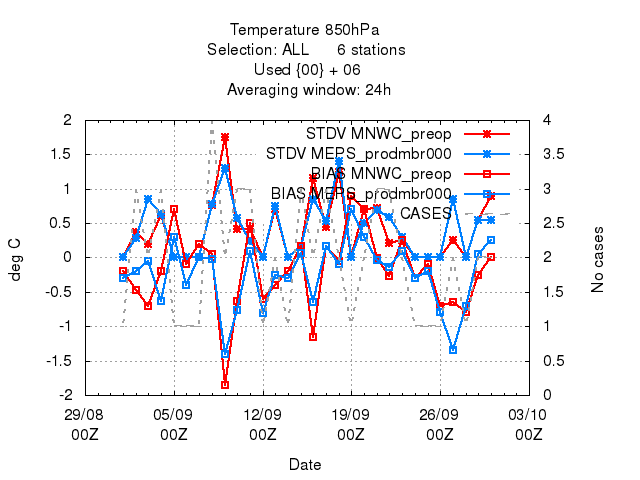 Temperature 850hPa
Selection: ALL 6 stations
Used {00} + 06
Averaging window: 24h
STDV MNWC_preop
STDV MEPS_prodmbr000
BIAS MNWC_preop
BIAS MEPS_prodmbr000
CASES
deg C
2
1.5
1
0.5
0
-0.5
-1
-1.5
-2
No cases
4
3.5
3
2.5
2
1.5
1
0.5
0
29/08 05/09 12/09 19/09 26/09 03/10
00Z 00Z 00Z 00Z 00Z 00Z
Date